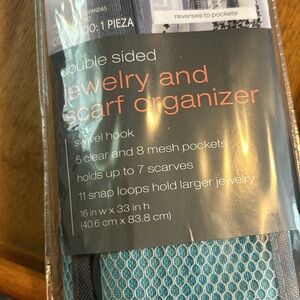 : 1 PIEZA
reverses to pockets
double sided
jewelry and
scarf organizer
swivel hook
5 clear and 8 mesh pockets
holds up to 7 scarves
11 snap loops hold larger jewelry
16 in w x 33 in h
(40.6 cm x 83.8 cm)